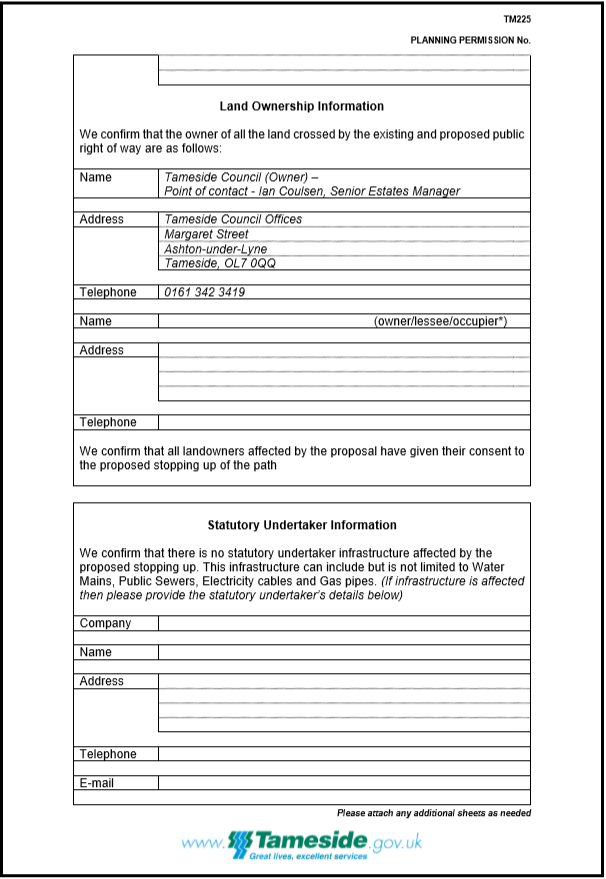 TM225
PLANNING PERMISSION No.
Land Ownership Information
We confirm that the owner of all the land crossed by the existing and proposed public
right of way are as follows:
Name
Tameside Council (Owner) –
Point of contact - Ian Coulsen, Senior Estates Manager
Address
Tameside Council Offices
Margaret Street
Ashton-under-Lyne
Tameside, OL7 0QQ
Telephone
0161 342 3419
Name
(owner/lessee/occupier*)
Address
Telephone
We confirm that all landowners affected by the proposal have given their consent to
the proposed stopping up of the path
Statutory Undertaker Information
We confirm that there is no statutory undertaker infrastructure affected by the
proposed stopping up. This infrastructure can include but is not limited to Water
Mains, Public Sewers, Electricity cables and Gas pipes. (If infrastructure is affected
then please provide the statutory undertaker's details below)
Company
Name
Address
Telephone
E-mail
Please attach any additional sheets as needed
www.Tameside.gov.uk
Great lives, excellent services